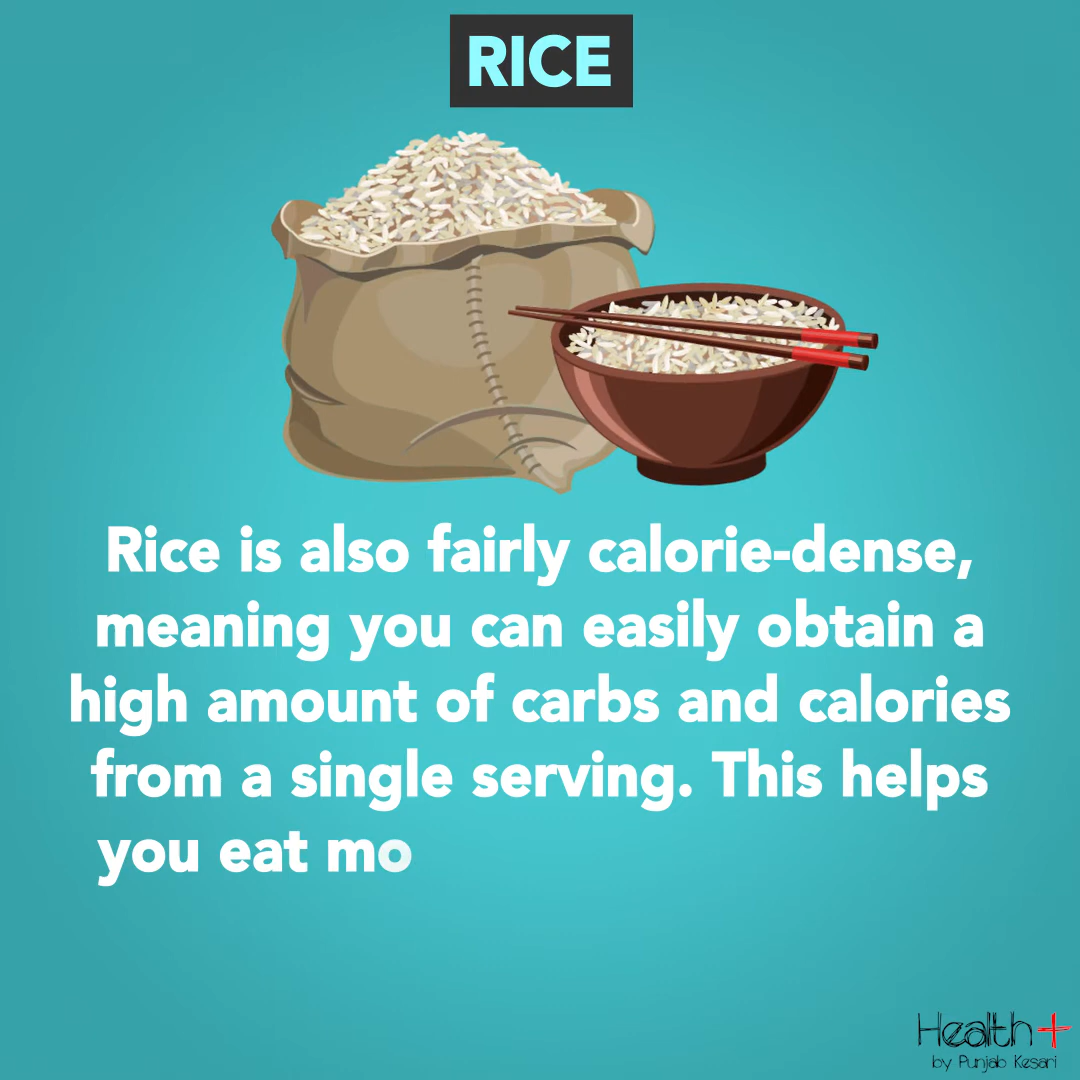 RICE
Rice is also fairly calorie-dense,
meaning you can easily obtain a
high amount of carbs and calories
from a single serving. This helps
you eat mo
Health+
by Punjab Kesari